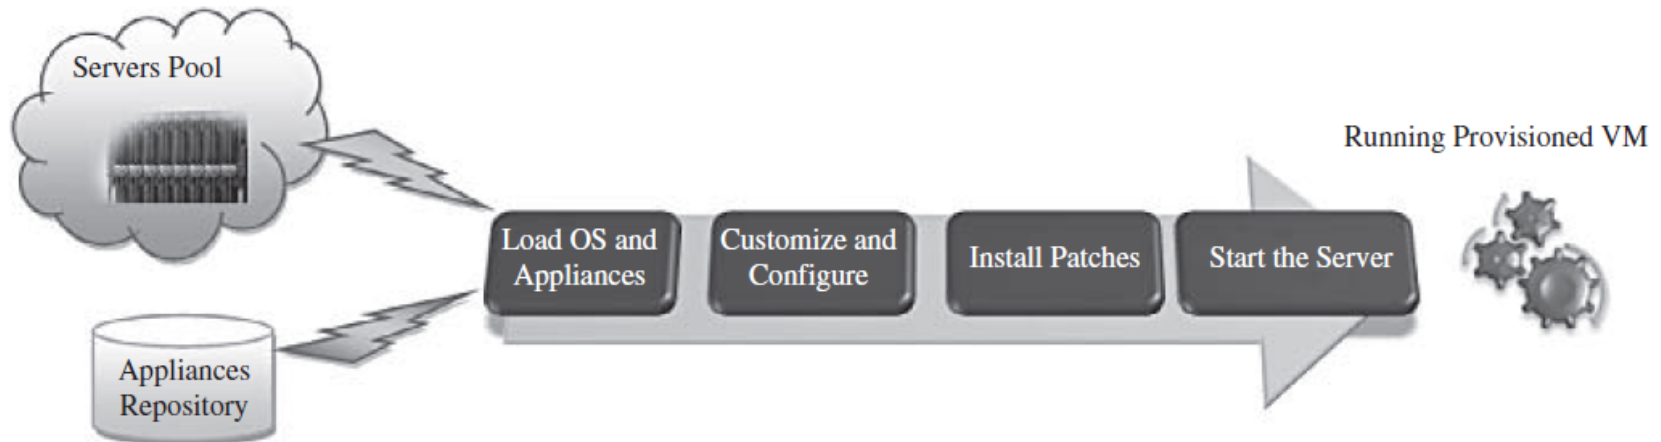 Servers Pool
Running Provisioned VM
Load OS and
Appliances
Customize and
Configure
Install Patches
Start the Server
Appliances
Repository